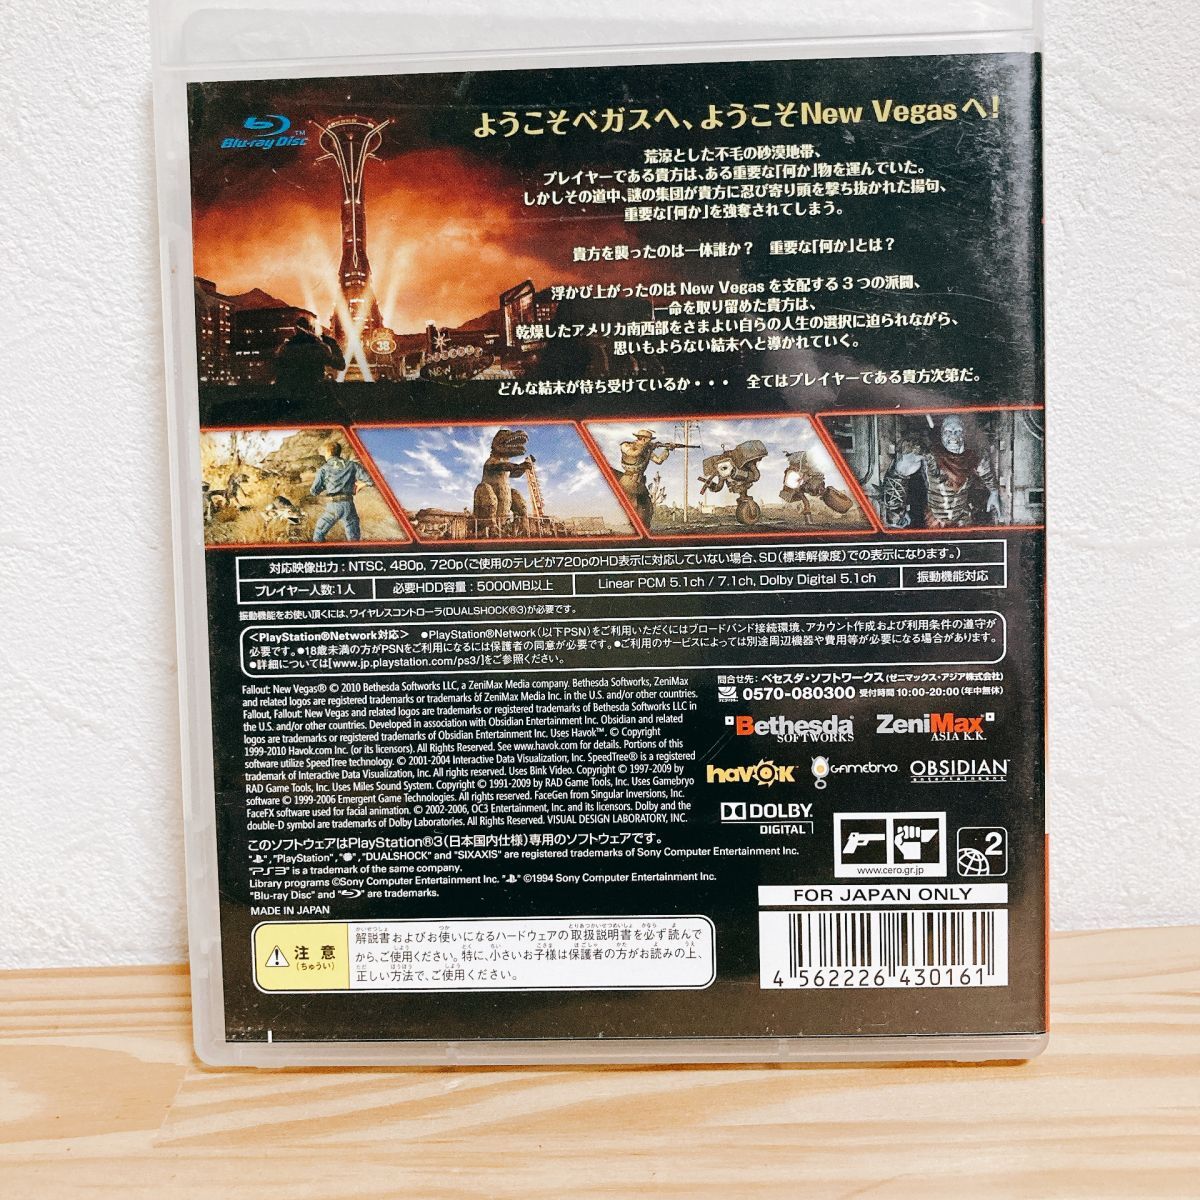 Blu-ray Disc™
ようこそベガスへ、ようこそNew Vegasへ!
荒涼とした不毛の砂漠地帯、
プレイヤーである貴方は、ある重要な「何か」物を運んでいた。
しかしその道中、謎の集団が貴方に忍び寄り頭を撃ち抜かれた揚句、
重要な「何か」を強奪されてしまう。
貴方を襲ったのは一体誰か? 重要な「何か」とは?
浮かび上がったのは New Vegas を支配する3つの派閥、
一命を取り留めた貴方は、
乾燥したアメリカ南西部をさまよい自らの人生の選択に迫られながら、
思いもよらない結末へと導かれていく。
どんな結末が待ち受けているか・・・ 全てはプレイヤーである貴方次第だ。
38
NEW
対応映像出力:NTSC, 480p, 720p(ご使用のテレビが720pのHD表示に対応していない場合、SD(標準解像度)での表示になります。)
プレイヤー人数:1人 必要HDD容量:5000MB以上 Linear PCM 5.1ch / 7.1ch, Dolby Digital 5.1ch 振動機能対応
振動機能をお使い頂くには、ワイヤレスコントローラ(DUALSHOCK®3)が必要です。
<PlayStation®Network対応> ●PlayStation®Network(以下PSN)をご利用いただくにはブロードバンド接続環境、アカウント作成および利用条件の遵守が
必要です。●18歳未満の方がPSNをご利用になるには保護者の同意が必要です。●ご利用のサービスによっては別途周辺機器や費用等が必要になる場合があります。
●詳細については[www.jp.playstation.com/ps3/]をご参照ください。
Fallout: New Vegas® © 2010 Bethesda Softworks LLC, a ZeniMax Media company. Bethesda Softworks, ZeniMax
and related logos are registered trademarks or trademarks of ZeniMax Media Inc. in the U.S. and/or other countries.
Fallout, Fallout: New Vegas and related logos are trademarks or registered trademarks of Bethesda Softworks LLC in
the U.S. and/or other countries. Developed in association with Obsidian Entertainment Inc. Obsidian and related
logos are trademarks or registered trademarks of Obsidian Entertainment Inc. Uses Havok™. © Copyright
1999-2010 Havok.com Inc. (or its licensors). All Rights Reserved. See www.havok.com for details. Portions of this
software utilize SpeedTree technology. © 2001-2004 Interactive Data Visualization, Inc. SpeedTree® is a registered
trademark of Interactive Data Visualization, Inc. All rights reserved. Uses Bink Video. Copyright © 1997-2009 by
RAD Game Tools, Inc. Uses Miles Sound System. Copyright © 1991-2009 by RAD Game Tools, Inc. Uses Gamebryo
software © 1999-2006 Emergent Game Technologies. All rights reserved. FaceGen from Singular Inversions, Inc.
FaceFX software used for facial animation. © 2002-2006, OC3 Entertainment, Inc. and its licensors. Dolby and the
double-D symbol are trademarks of Dolby Laboratories. All Rights Reserved. VISUAL DESIGN LABORATORY, INC.
問合せ先:ベセスダ・ソフトワークス(ゼニマックス・アジア株式会社)
0570-080300 受付時間 10:00-20:00(年中無休)
Bethesda SOFTWORKS
ZeniMax ASIA K.K.
havok
GAMEBRYO
OBSIDIAN entertainment
DOLBY DIGITAL
www.cero.gr.jp
2
このソフトウェアはPlayStation®3(日本国内仕様)専用のソフトウェアです。
" ", "PlayStation", " ", "DUALSHOCK" and "SIXAXIS" are registered trademarks of Sony Computer Entertainment Inc.
"PS3" is a trademark of the same company.
Library programs ©Sony Computer Entertainment Inc. " " ©1994 Sony Computer Entertainment Inc.
"Blu-ray Disc" and " " are trademarks.
MADE IN JAPAN
FOR JAPAN ONLY
4 562226 430161
注意
(ちゅうい)
解説書およびお使いになるハードウェアの取扱説明書を必ず読んで
から、ご使用ください。特に、小さいお子様は保護者の方がお読みの上、
正しい方法で、ご使用ください。